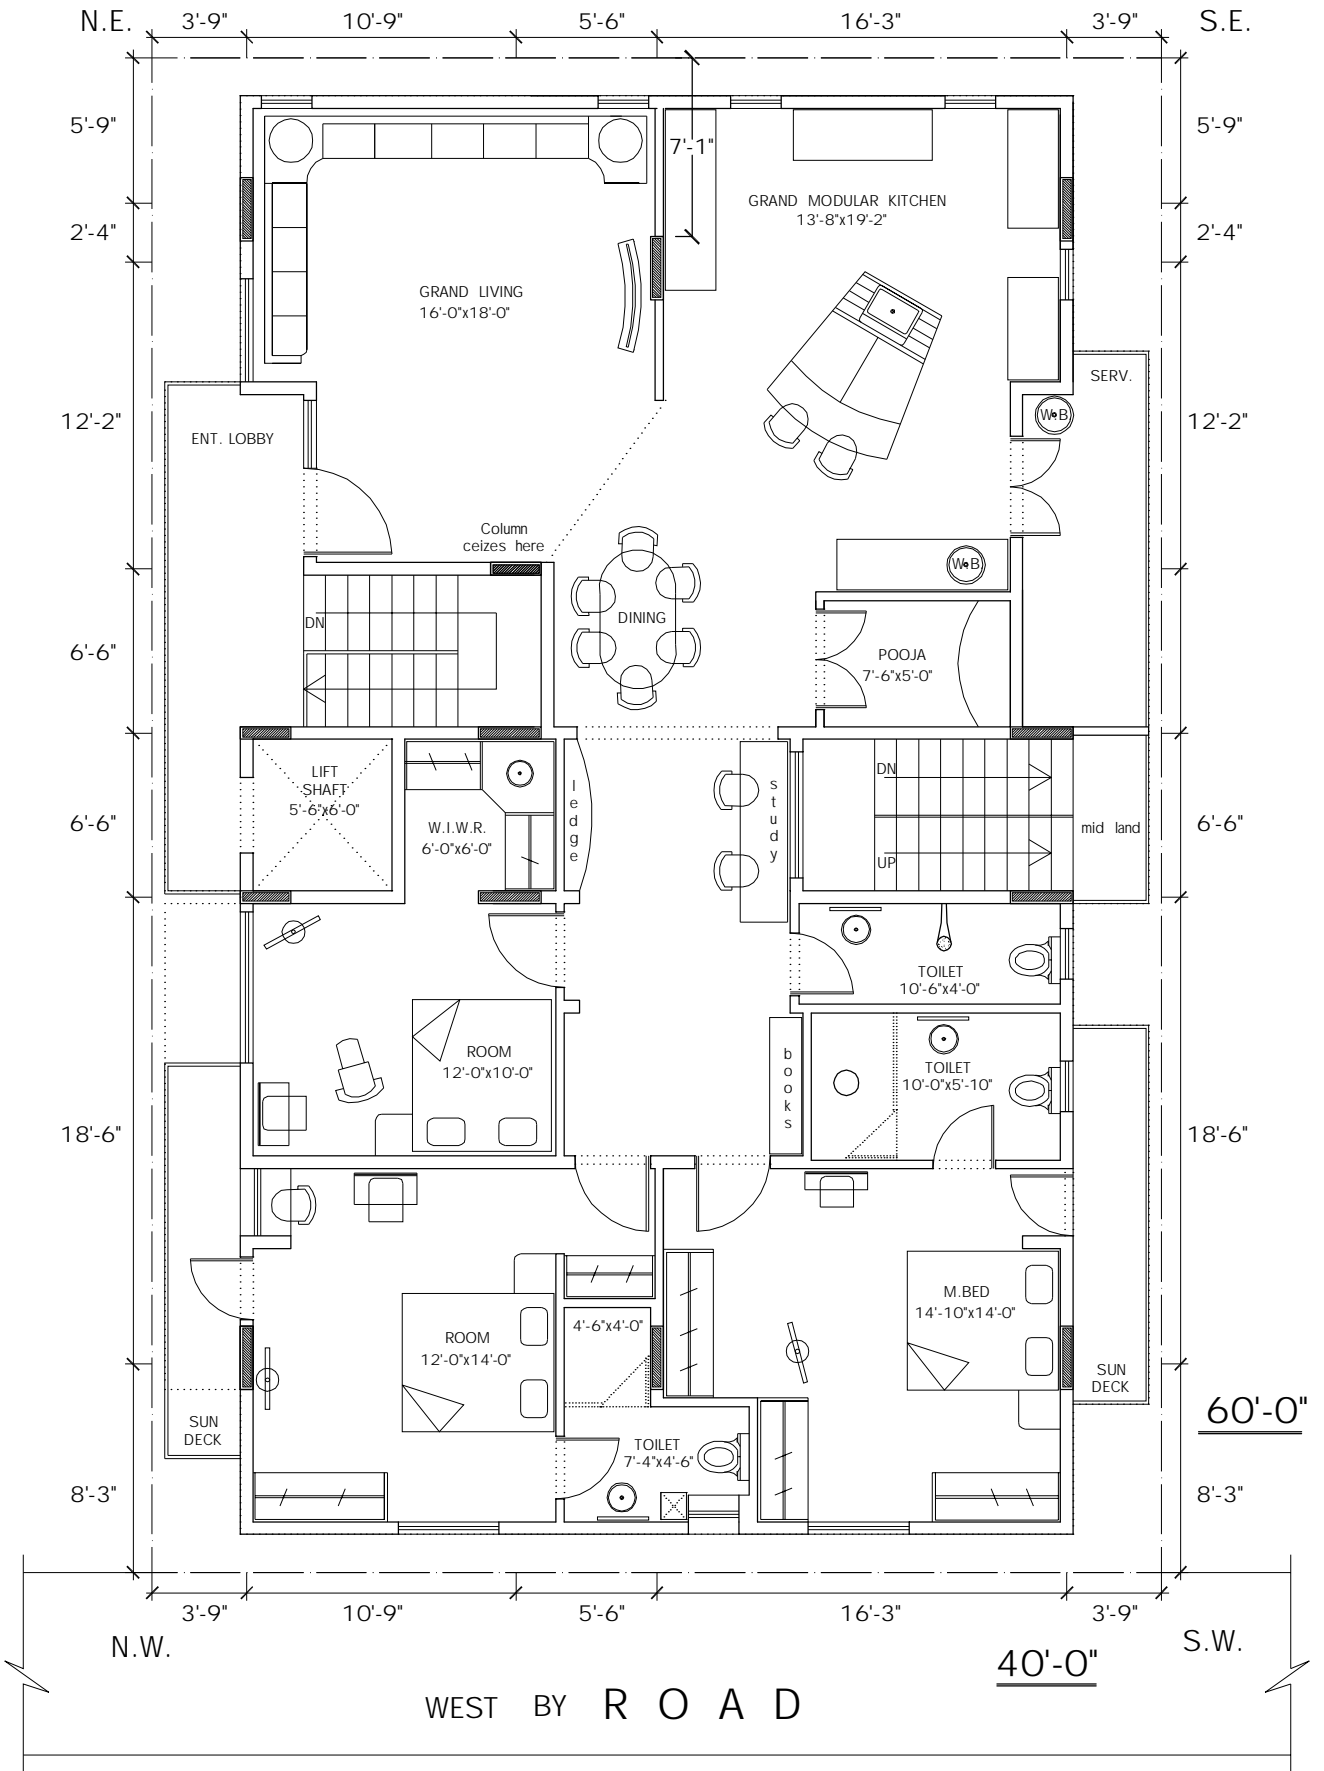 N.E.
3'-9"
10'-9"
5'-6"
16'-3"
3'-9"
S.E.
5'-9"
7'-1"
5'-9"
GRAND MODULAR KITCHEN
13'-8"x19'-2"
2'-4"
2'-4"
GRAND LIVING
16'-0"x18'-0"
SERV.
12'-2"
W.B.
12'-2"
ENT. LOBBY
Column
ceizes here
W.B.
DN
DINING
6'-6"
POOJA
7'-6"x5'-0"
LIFT
SHAFT
5'-6"x6'-0"
W.I.W.R.
6'-0"x6'-0"
ledge
study
DN
UP
mid land
6'-6"
6'-6"
TOILET
10'-6"x4'-0"
ROOM
12'-0"x10'-0"
books
TOILET
10'-0"x5'-10"
18'-6"
18'-6"
M.BED
14'-10"x14'-0"
4'-6"x4'-0"
ROOM
12'-0"x14'-0"
SUN
DECK
60'-0"
SUN
DECK
TOILET
7'-4"x4'-6"
8'-3"
8'-3"
3'-9"
10'-9"
5'-6"
16'-3"
3'-9"
N.W.
S.W.
40'-0"
WEST BY ROAD